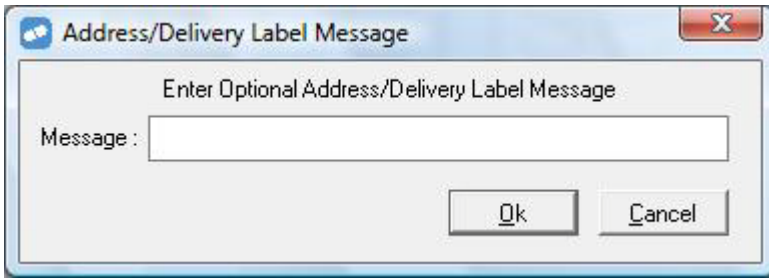 Address/Delivery Label Message
Enter Optional Address/Delivery Label Message
Message :
Ok
Cancel